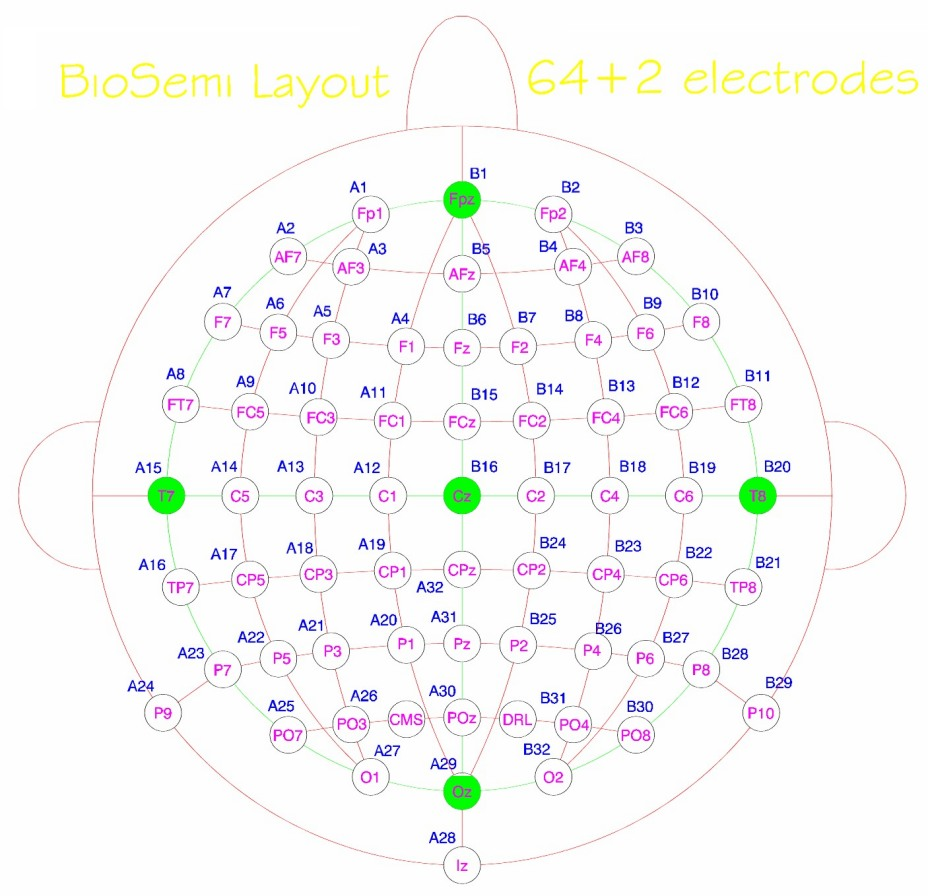 BioSemi Layout 64+2 electrodes
B1
A1 B2
Fpz
Fp1 Fp2
A2 B3
A3 B5 B4
AF7 AF8
AF3 AFz AF4
A7 A6 B9 B10
A5 A4 B6 B7 B8
F7 F5 F3 F1 Fz F2 F4 F6 F8
A8 A9 A10 A11 B15 B14 B13 B12 B11
FT7 FC5 FC3 FC1 FCz FC2 FC4 FC6 FT8
A15 A14 A13 A12 B16 B17 B18 B19 B20
T7 C5 C3 C1 Cz C2 C4 C6 T8
A16 A17 A18 A19 B24 B23 B22 B21
TP7 CP5 CP3 CP1 CPz CP2 CP4 CP6 TP8
A32
A23 A22 A21 A20 A31 B25 B26 B27 B28
P7 P5 P3 P1 Pz P2 P4 P6 P8
A24 B29
A25 A26 A30 B31 B30
P9 P10
PO7 PO3 CMS POz DRL PO4 PO8
A27 A29 B32
O1 O2
Oz
A28
Iz